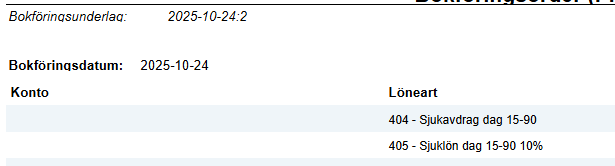 Bokföringsunderlag: 2025-10-24:2
Bokföringsdatum: 2025-10-24
Konto Löneart
404 - Sjukavdrag dag 15-90
405 - Sjuklön dag 15-90 10%